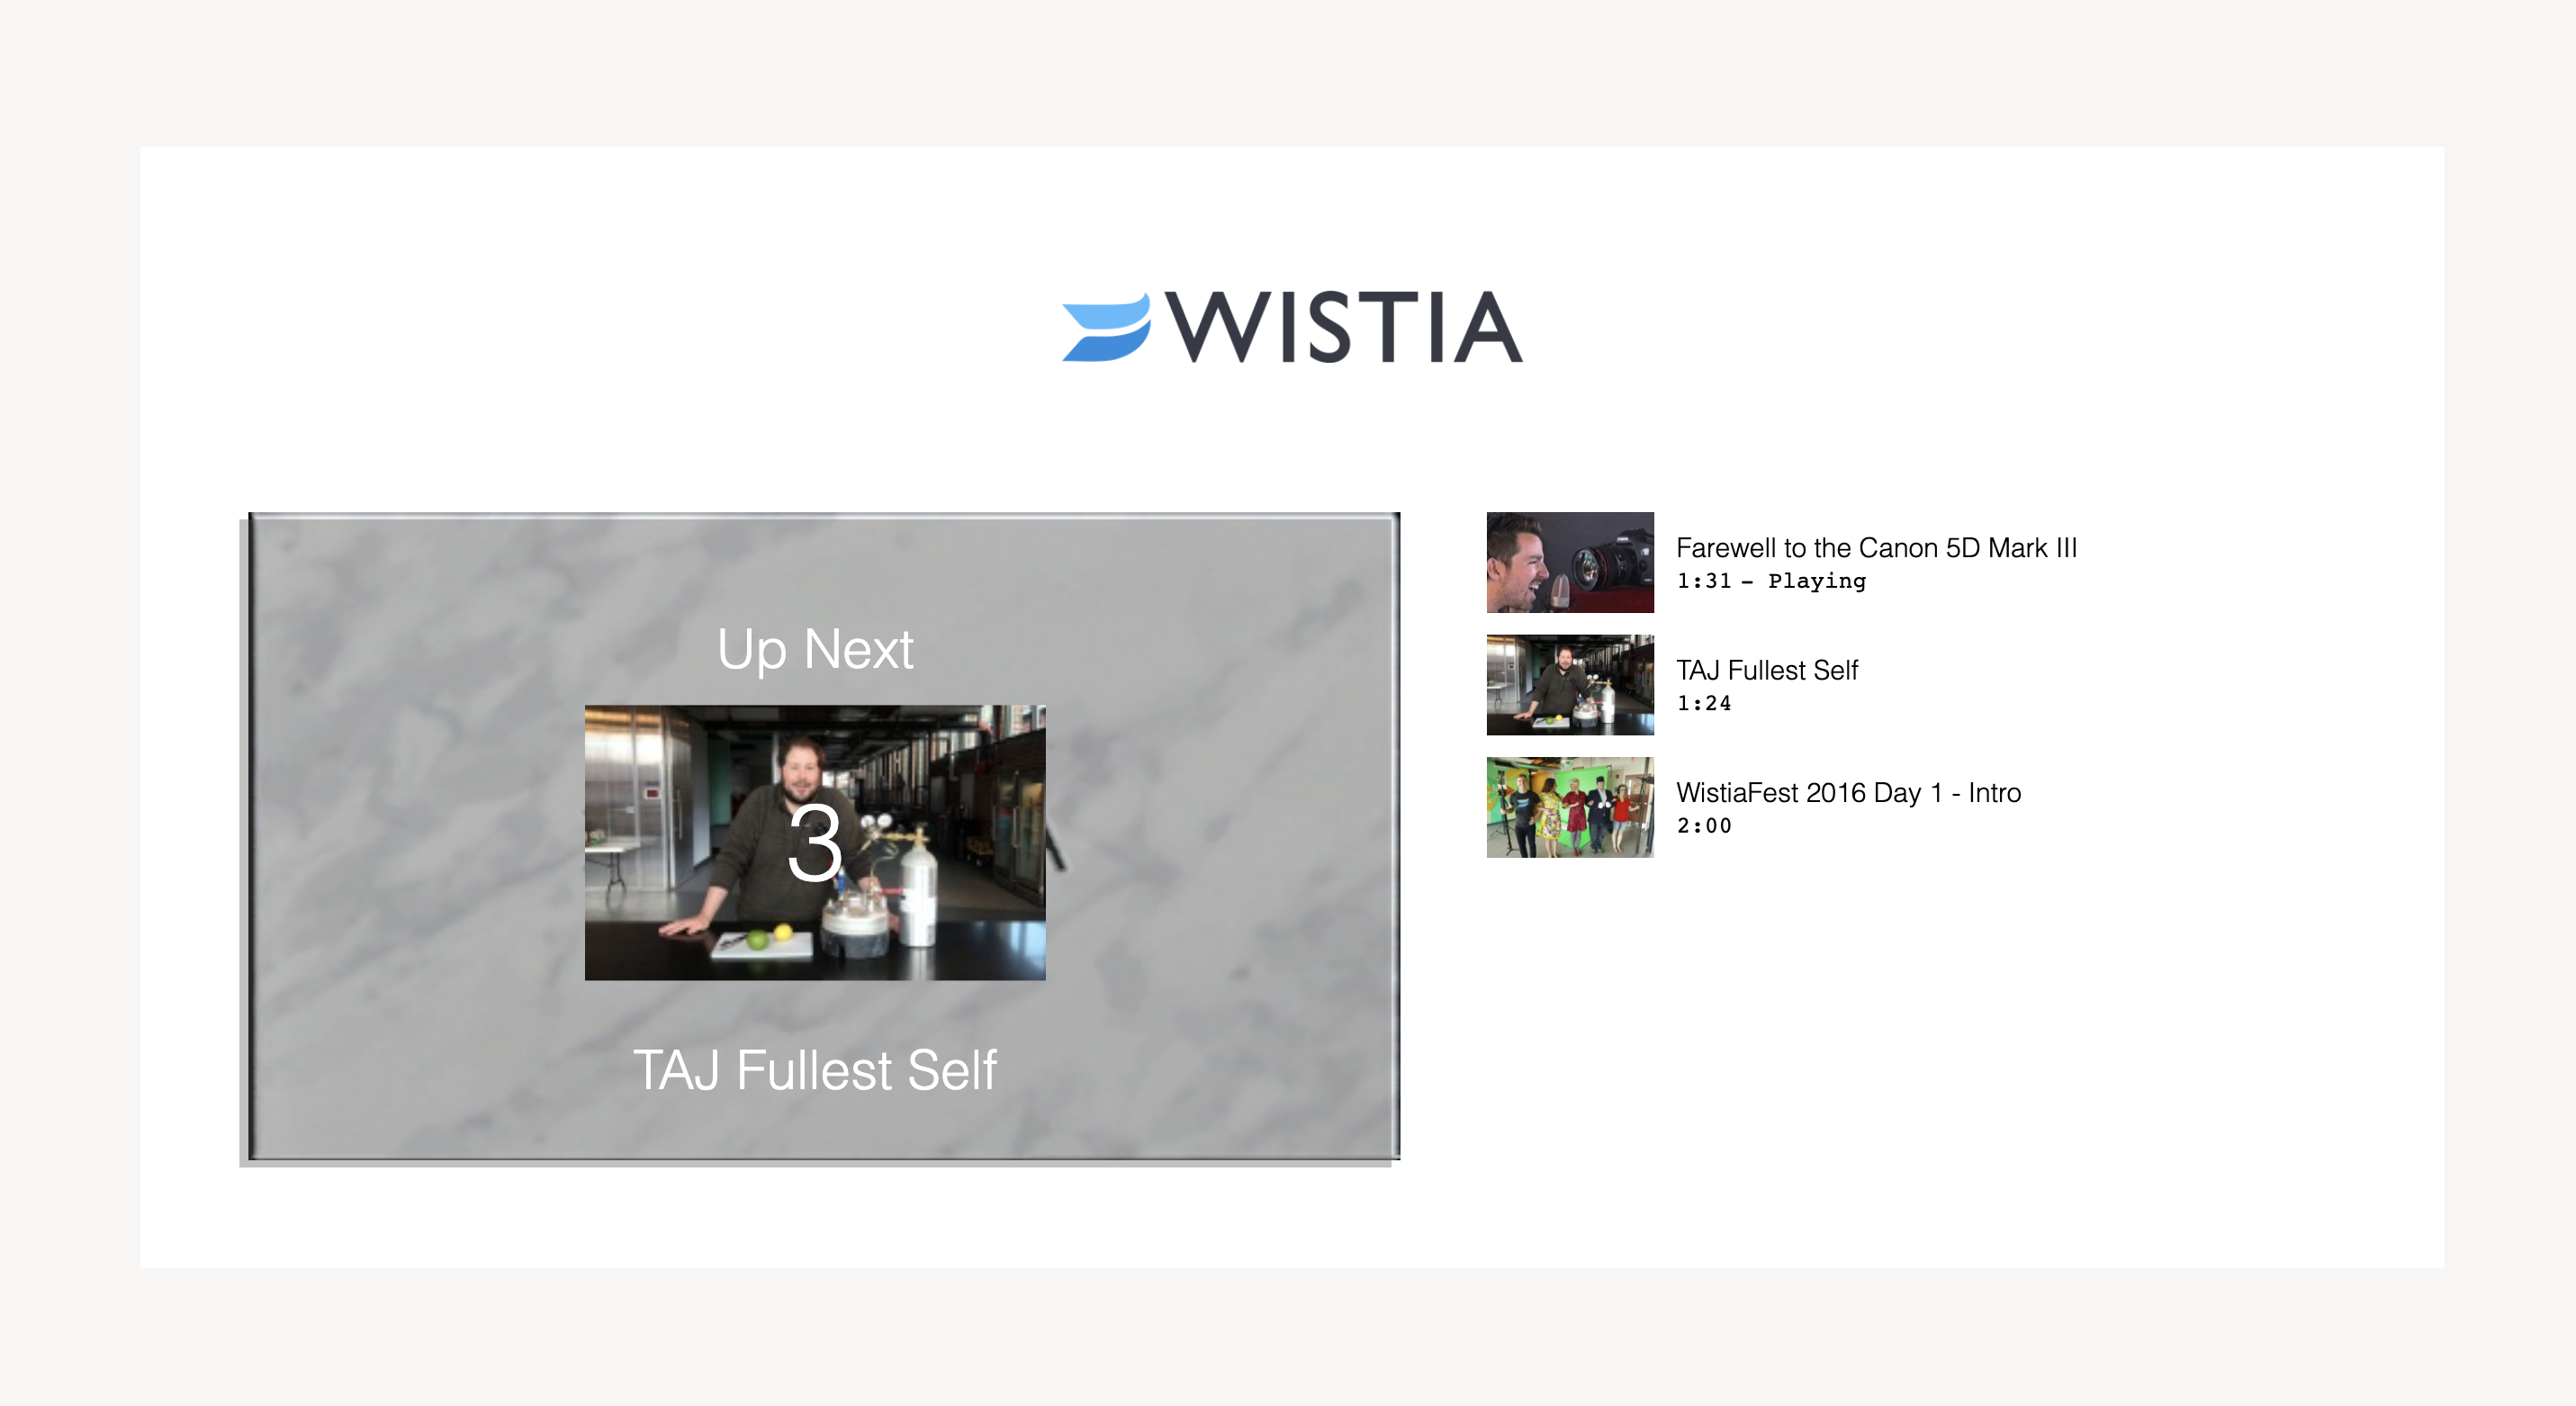 WISTIA
Up Next
3
TAJ Fullest Self
Farewell to the Canon 5D Mark III
1:31 - Playing
TAJ Fullest Self
1:24
WistiaFest 2016 Day 1 - Intro
2:00